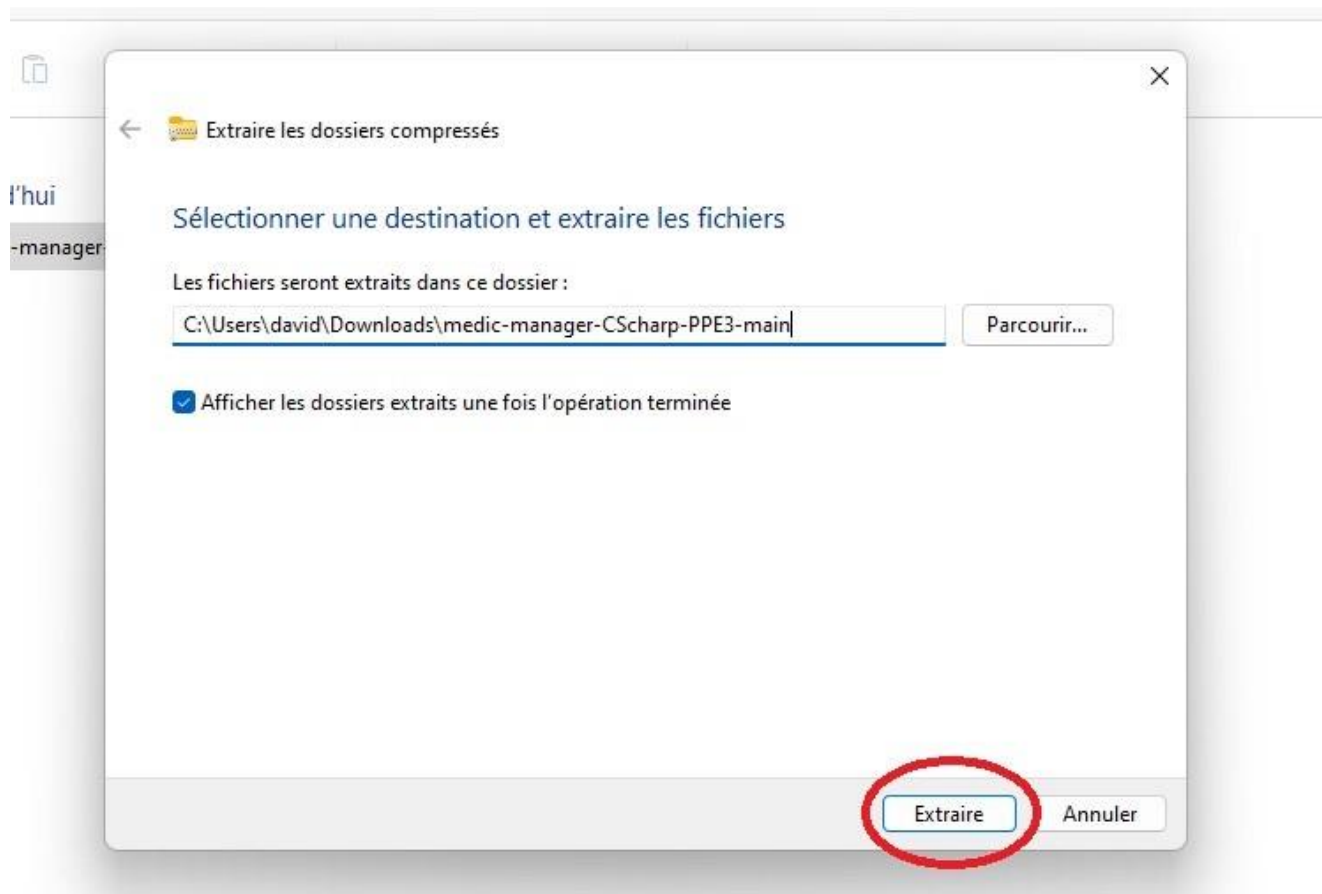 Extraire les dossiers compressés
d'hui
Sélectionner une destination et extraire les fichiers
-manager-
Les fichiers seront extraits dans ce dossier :
C:\Users\david\Downloads\medic-manager-CScharp-PPE3-main
Parcourir...
Afficher les dossiers extraits une fois l'opération terminée
Extraire
Annuler